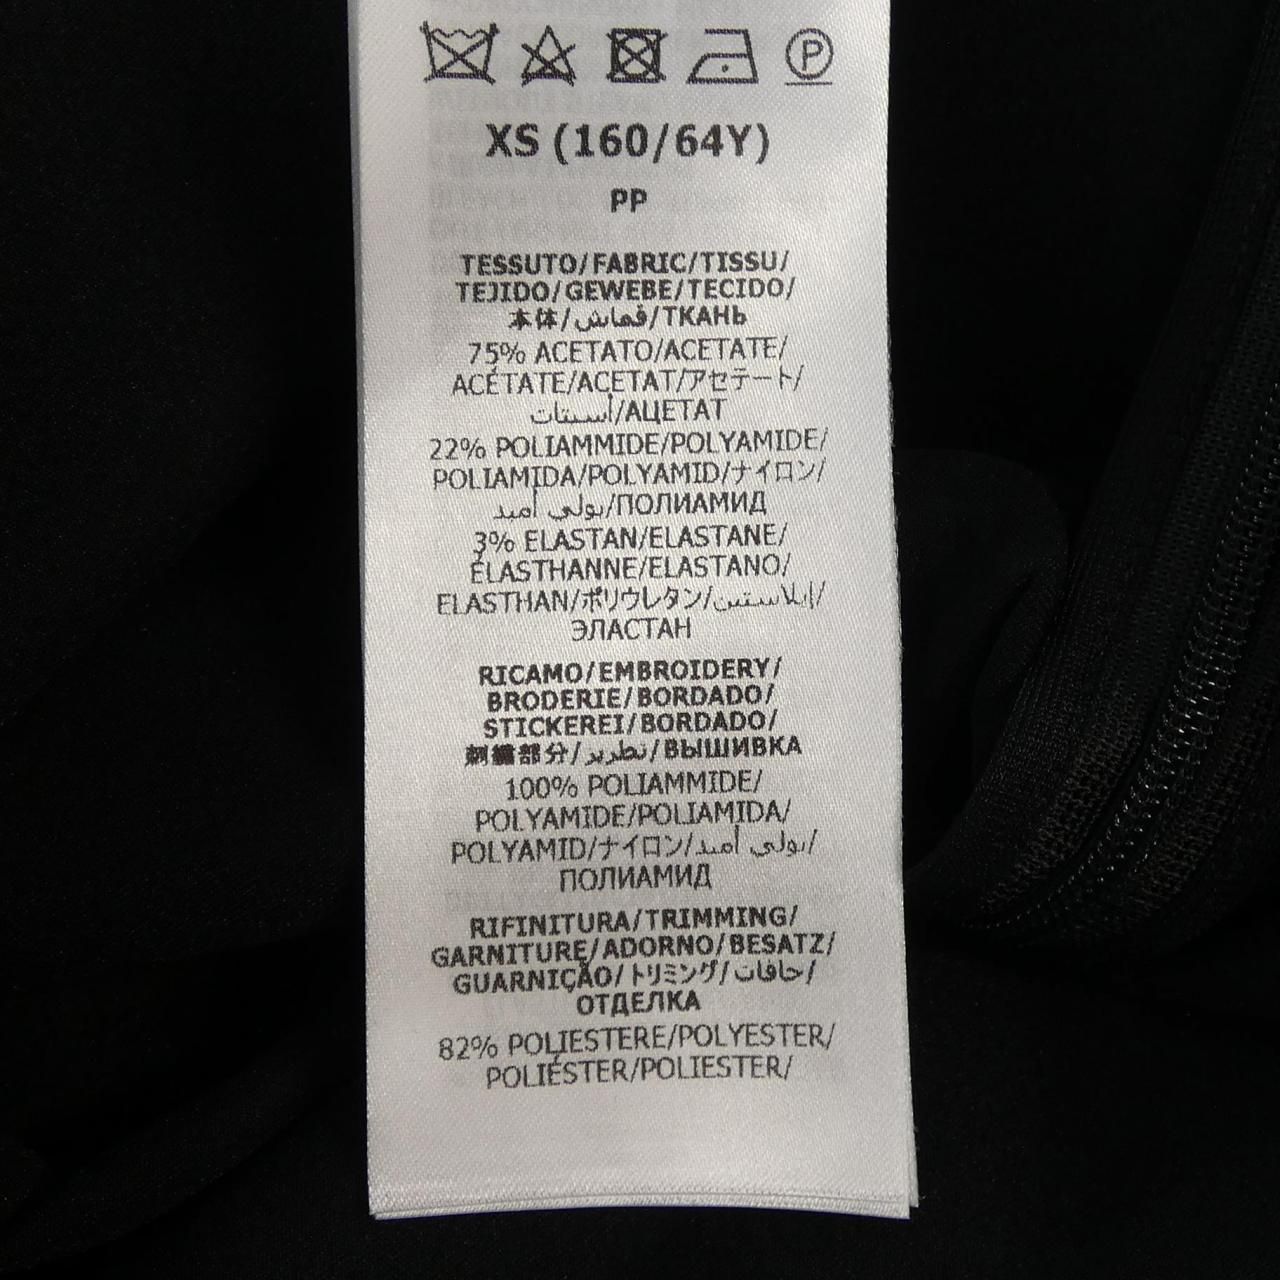 P
XS (160/64Y)
PP
TESSUTO/FABRIC/TISSU/
TEJIDO/GEWEBE/TECIDO/
本体/قماش/ТКАНЬ
75% ACETATO/ACETATE/
ACÉTATE/ACETAT/アセテート/
أسيتات/АЦЕТАТ
22% POLIAMMIDE/POLYAMIDE/
POLIAMIDA/POLYAMID/ナイロン/
بولي أميد/ПОЛИАМИД
3% ELASTAN/ELASTANE/
ÉLASTHANNE/ELASTANO/
ELASTHAN/ポリウレタン/إيلاستين/
ЭЛАСТАН
RICAMO/EMBROIDERY/
BRODERIE/BORDADO/
STICKEREI/BORDADO/
刺繍部分/تطريز/ВЫШИВКА
100% POLIAMMIDE/
POLYAMIDE/POLIAMIDA/
POLYAMID/ナイロン/بولي أميد/
ПОЛИАМИД
RIFINITURA/TRIMMING/
GARNITURE/ADORNO/BESATZ/
GUARNIÇÃO/トリミング/حافات/
ОТДЕЛКА
82% POLIESTERE/POLYESTER/
POLIÉSTER/POLIESTER/